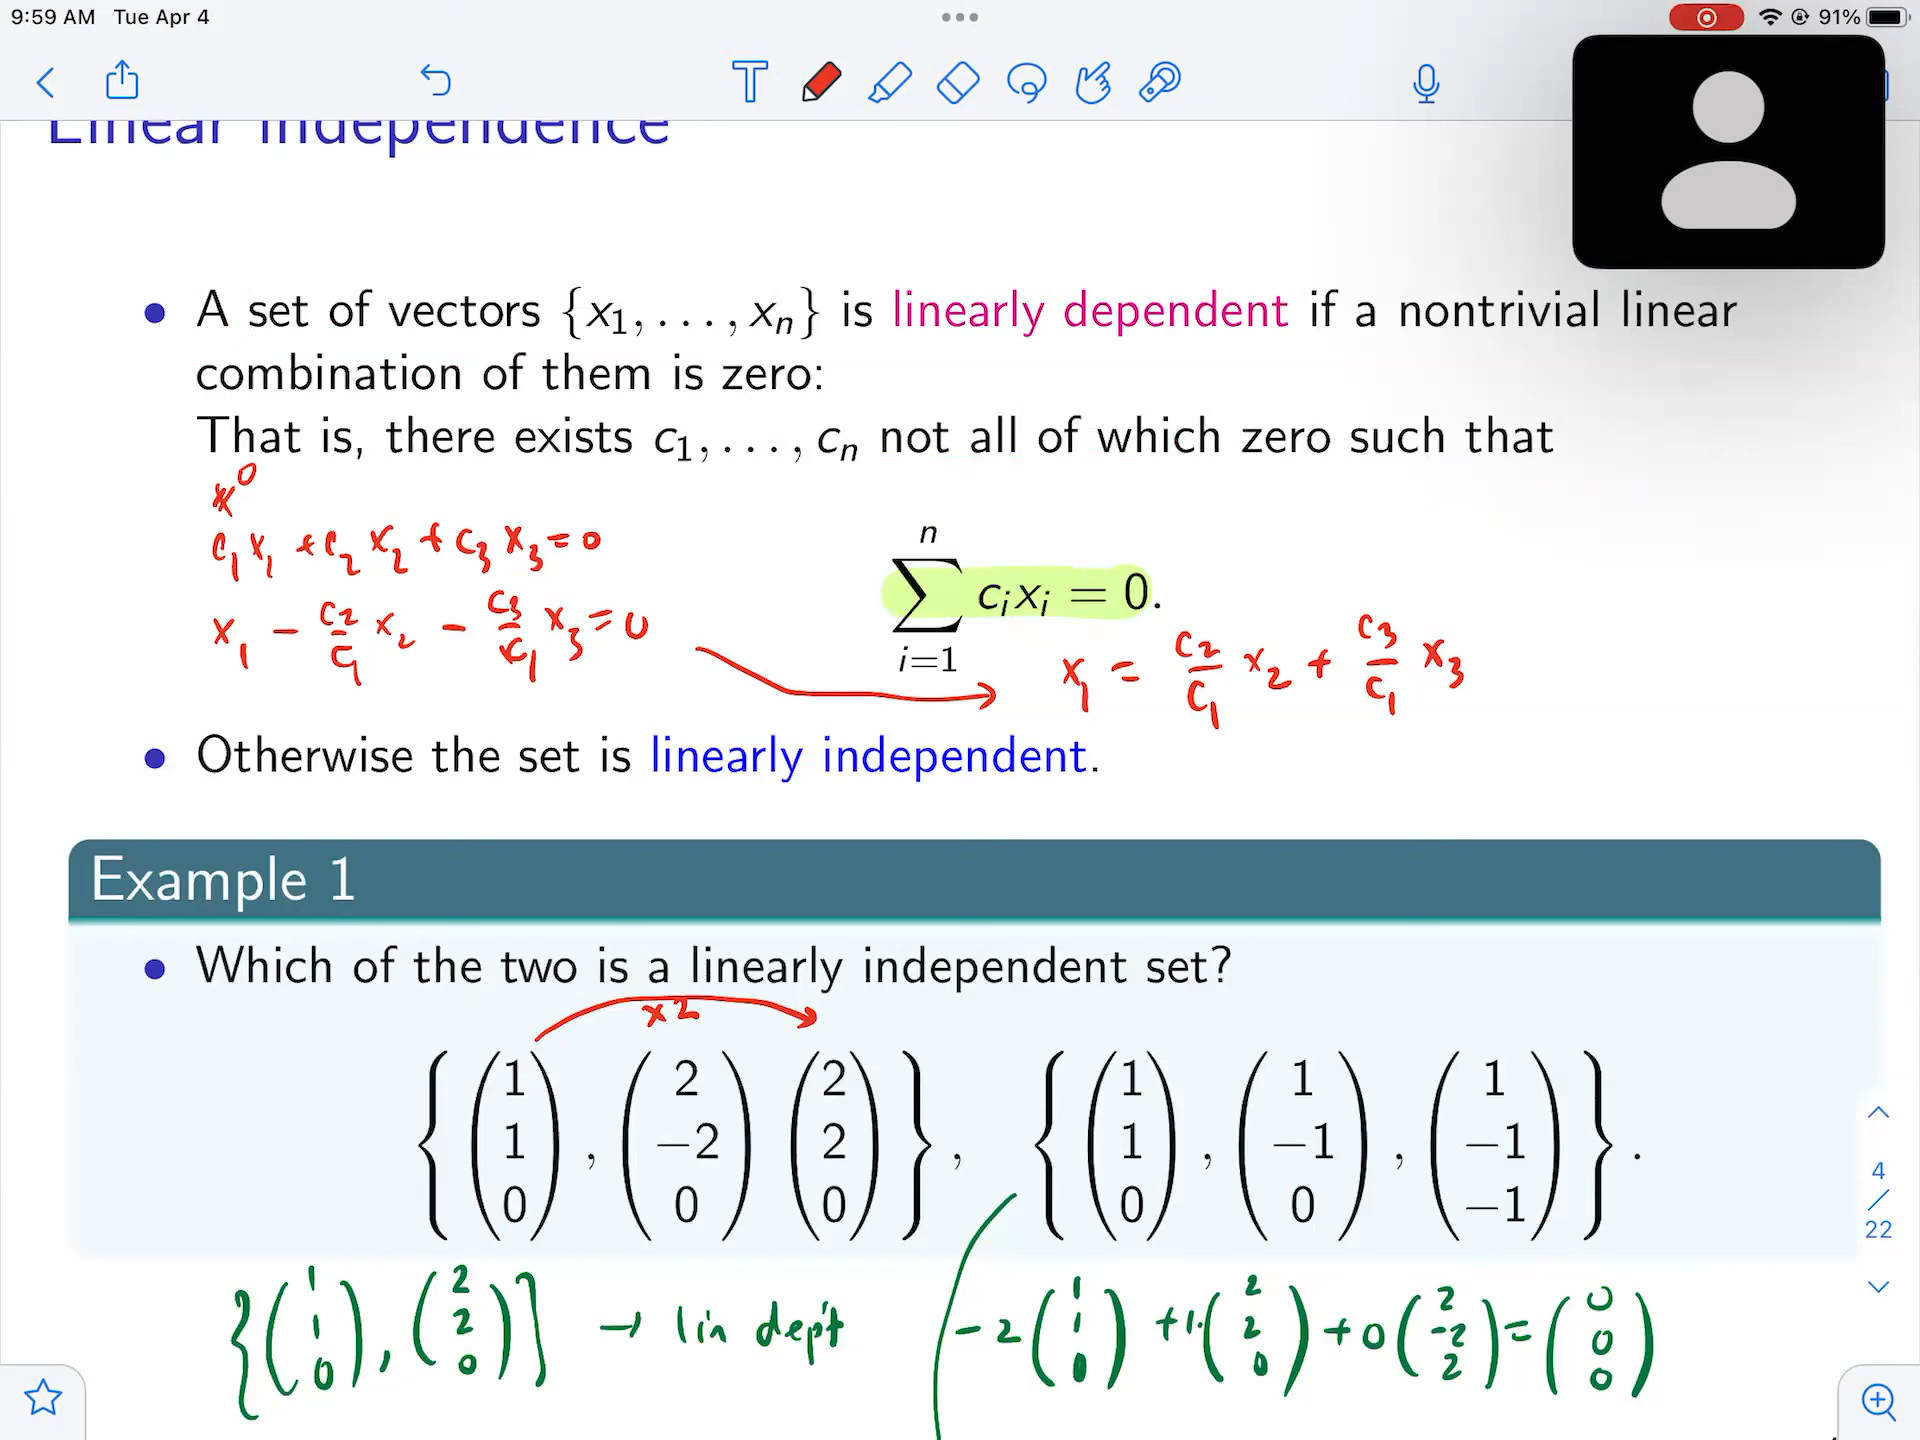 9:59 AM Tue Apr 4
91%
Linear Independence
• A set of vectors {x₁, . . . , xₙ} is linearly dependent if a nontrivial linear
combination of them is zero:
That is, there exists c₁, . . . , cₙ not all of which zero such that
≠0
c₁x₁ + c₂x₂ + c₃x₃ = 0
∑ᵢ₌₁ⁿ cᵢxᵢ = 0.
x₁ − c₂/c₁ x₂ − c₃/c₁ x₃ = 0
x₁ = c₂/c₁ x₂ + c₃/c₁ x₃
• Otherwise the set is linearly independent.
Example 1
• Which of the two is a linearly independent set?
x2
{ (1 1 0), (2 −2 0) (2 2 0) }, { (1 1 0), (1 −1 0), (1 −1 −1) }.
4 / 22
{ (1 1 0), (2 2 0) } → lin dep't
−2 (1 1 0) + 1· (2 2 0) + 0 (2 −2 2) = (0 0 0)